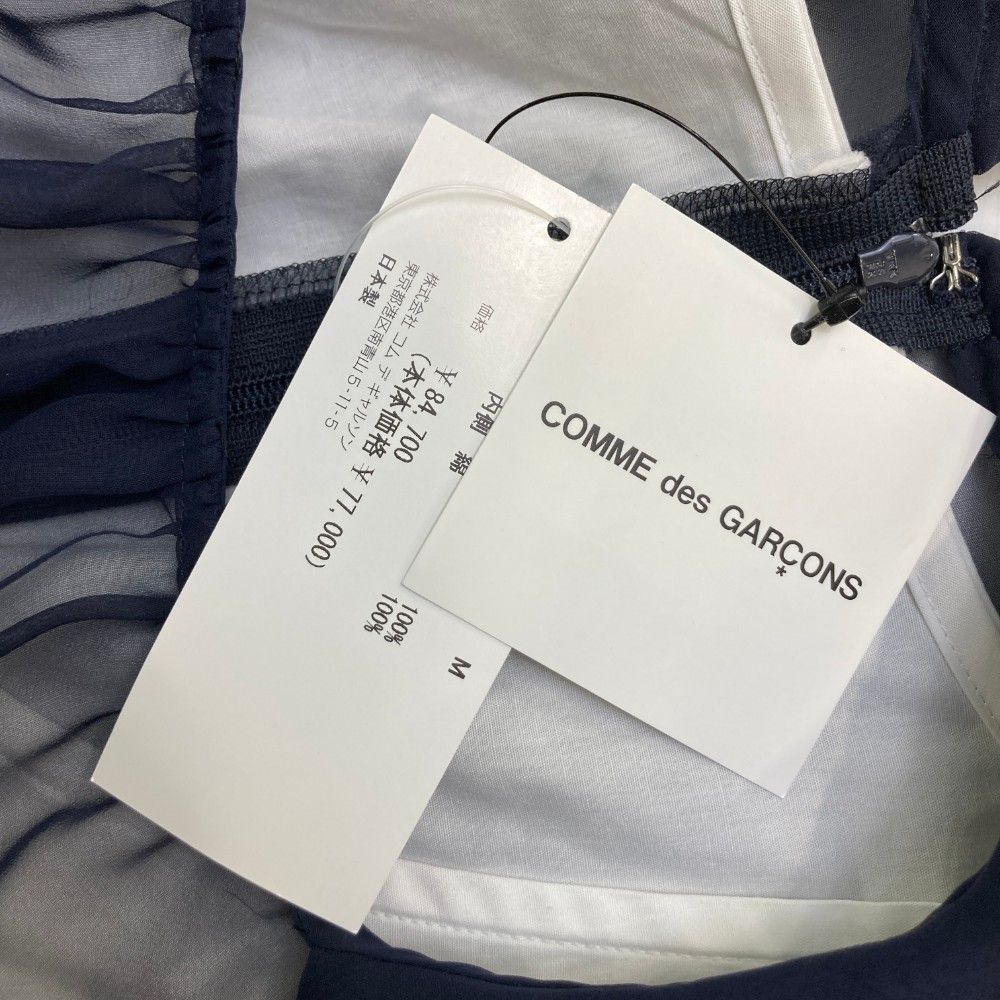 COMME des GARÇONS
*
M
内側 綿 100%
100%
価格 ¥ 84,700
(本体価格 ¥ 77,000)
株式会社 コム デ ギャルソン
東京都港区南青山 5-11-5
日本製
YKK